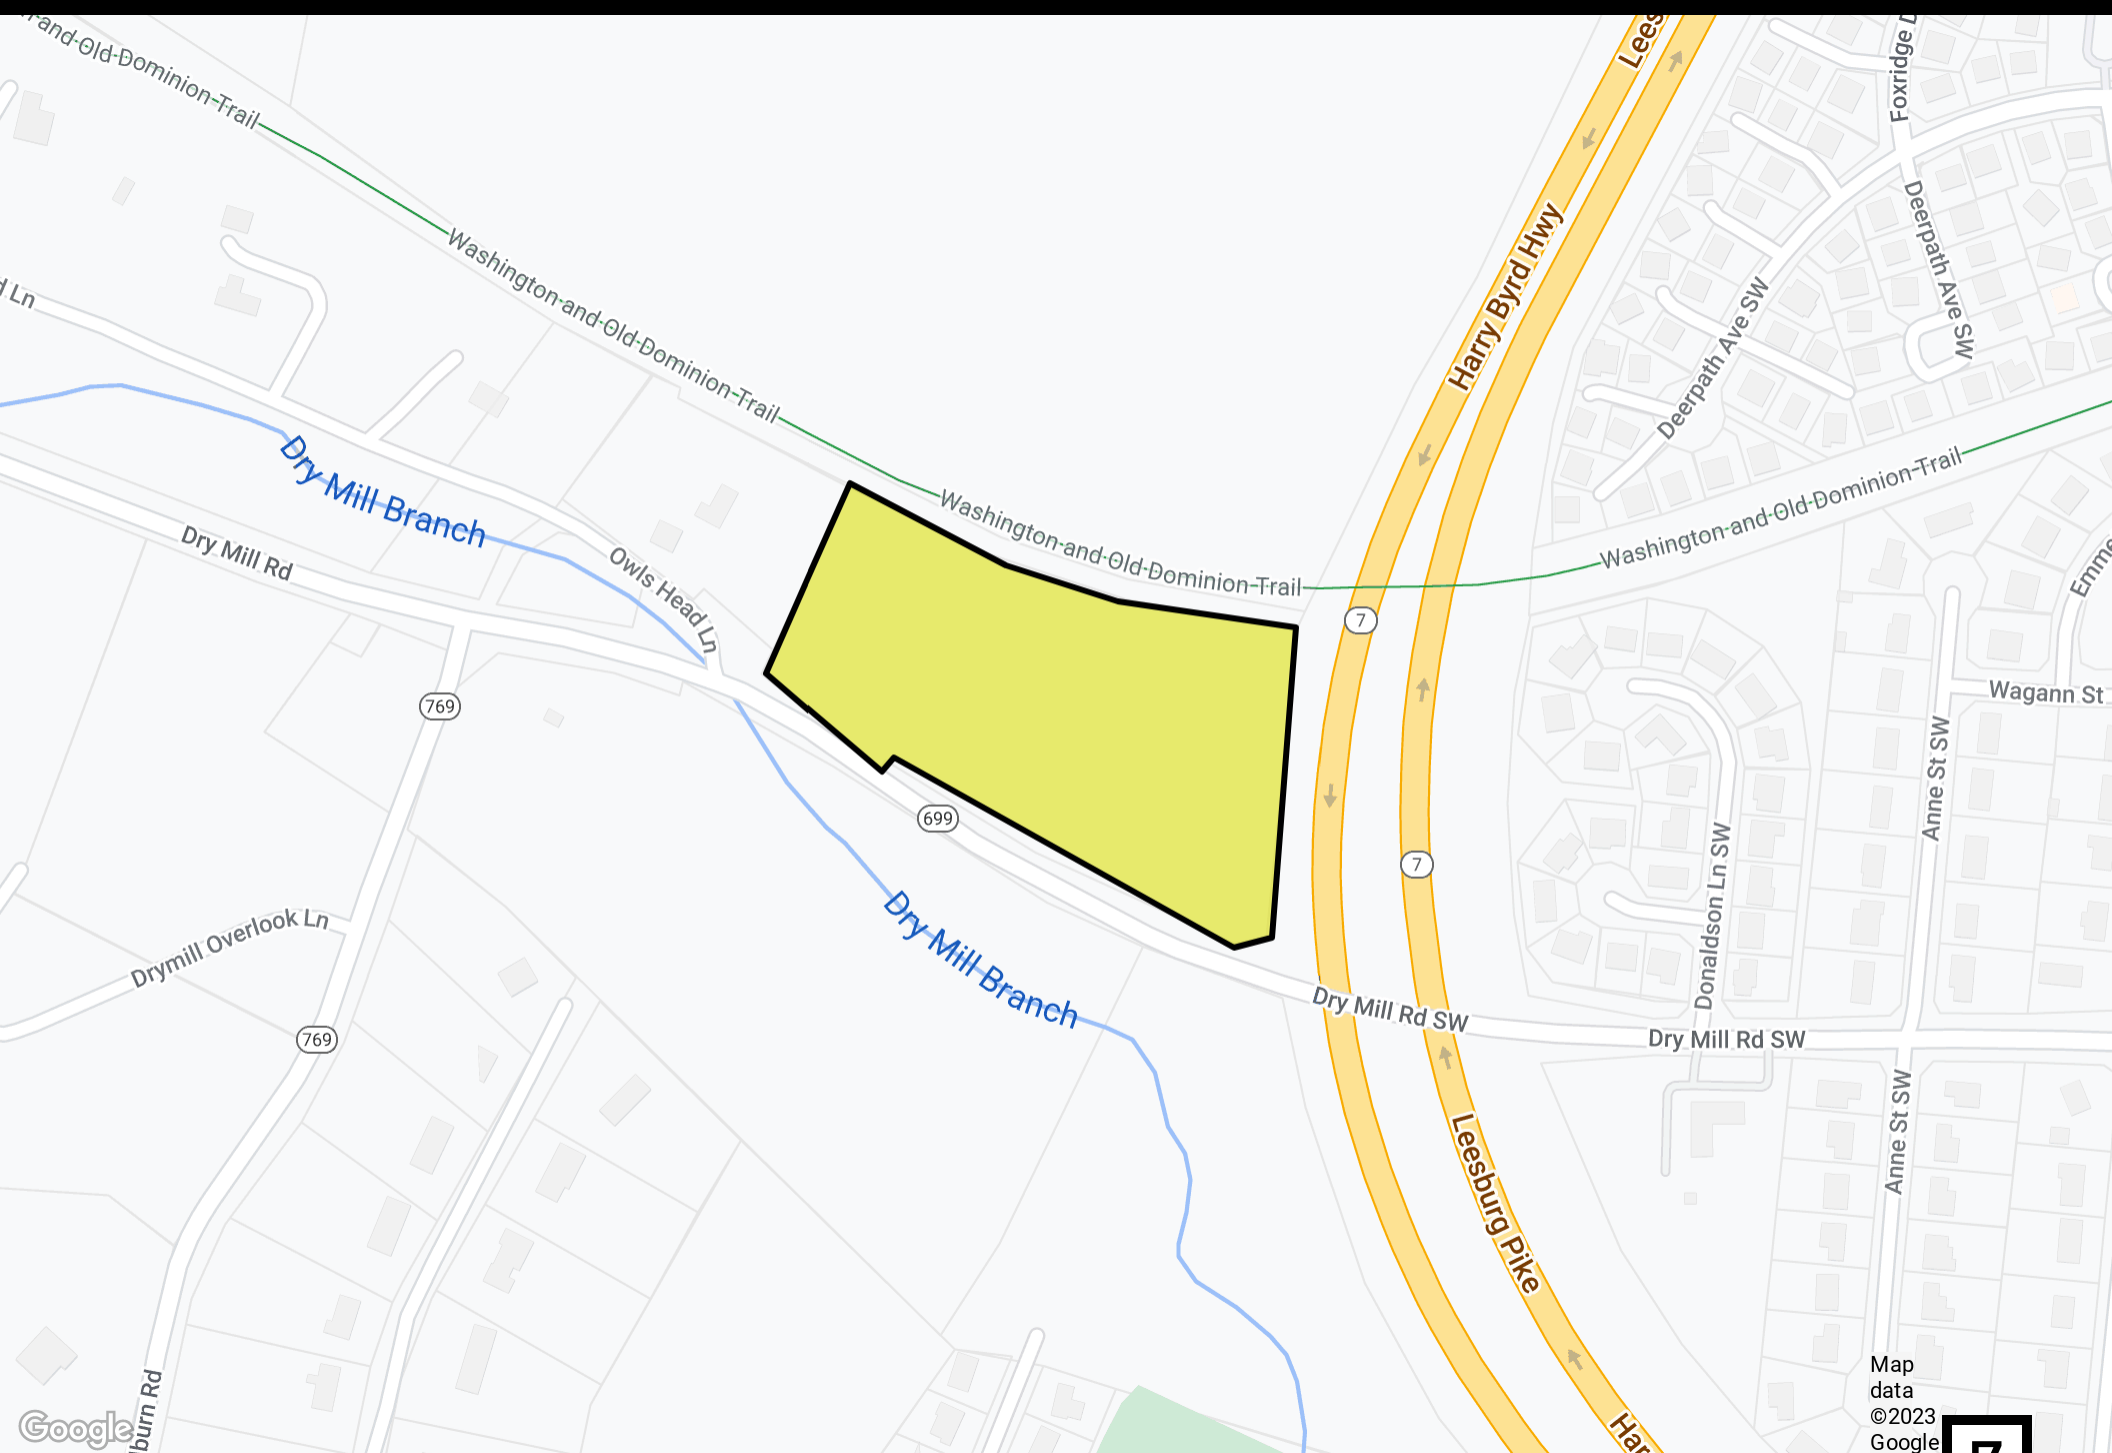 and Old Dominion Trail
Lees
Foxridge D
Washington and Old Dominion Trail
Harry Byrd Hwy
Deerpath Ave SW
Deerpath Ave SW
Ln
Dry Mill Branch
Dry Mill Rd
Owls Head Ln
Washington and Old Dominion Trail
Washington and Old Dominion Trail
Emme
7
Wagann St
769
699
7
Anne St SW
Donaldson Ln SW
Drymill Overlook Ln
Dry Mill Branch
Dry Mill Rd SW
Dry Mill Rd SW
769
Anne St SW
Leesburg Pike
burn Rd
Har
Google
Map
data
©2023
Google